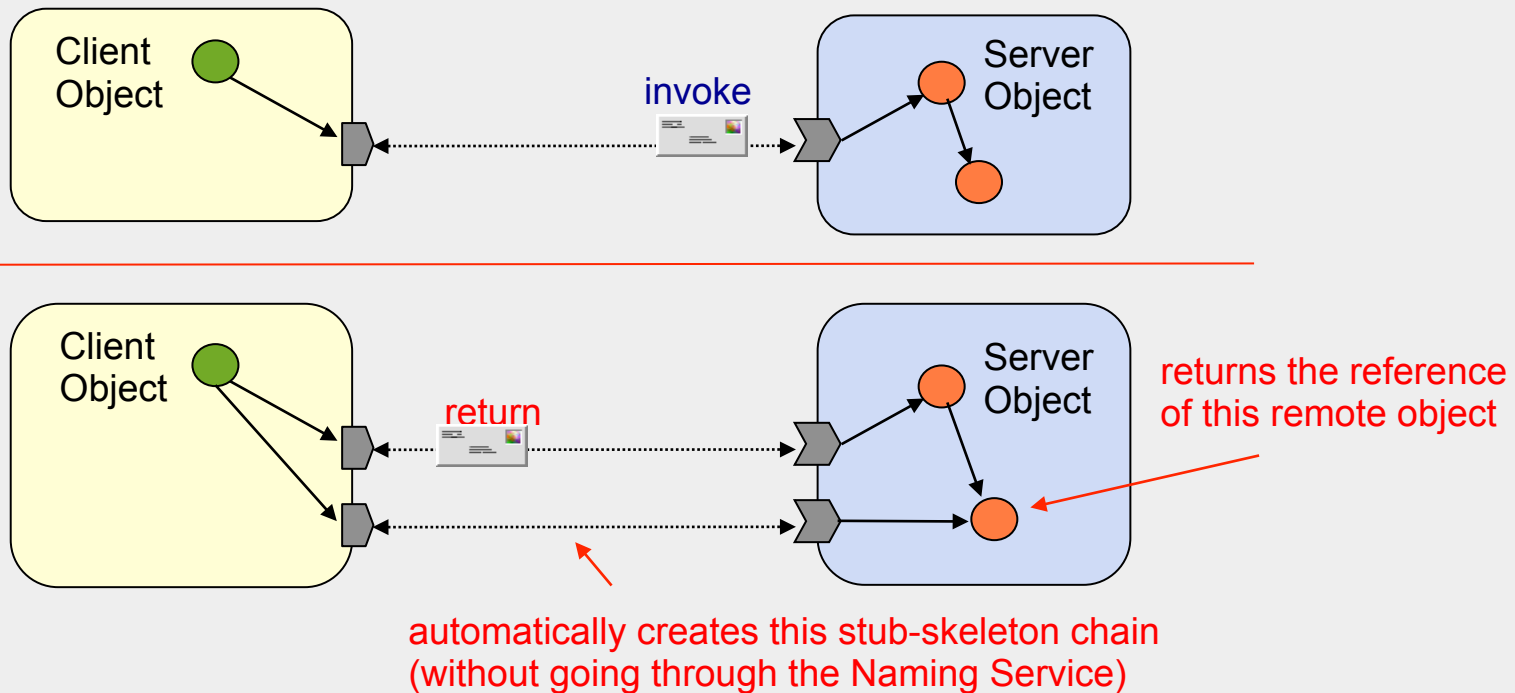 Client
Object
invoke
Server
Object
Client
Object
return
Server
Object
returns the reference
of this remote object
automatically creates this stub-skeleton chain
(without going through the Naming Service)